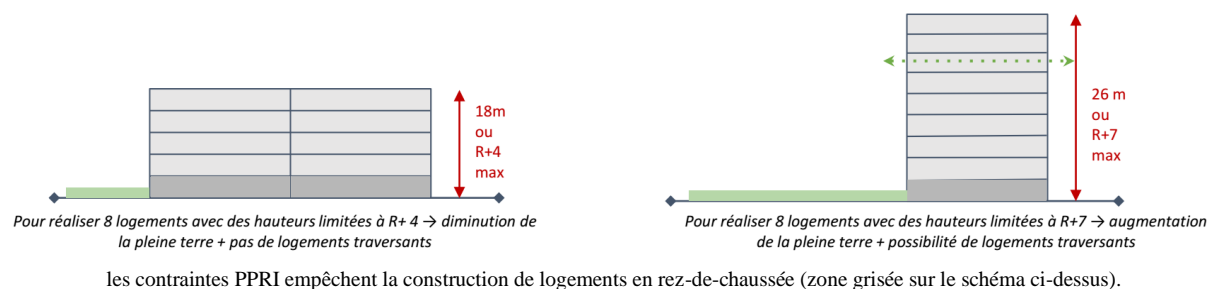 18m
ou
R+4
max
Pour réaliser 8 logements avec des hauteurs limitées à R+ 4 → diminution de
la pleine terre + pas de logements traversants
26 m
ou
R+7
max
Pour réaliser 8 logements avec des hauteurs limitées à R+7 → augmentation
de la pleine terre + possibilité de logements traversants
les contraintes PPRI empêchent la construction de logements en rez-de-chaussée (zone grisée sur le schéma ci-dessus).